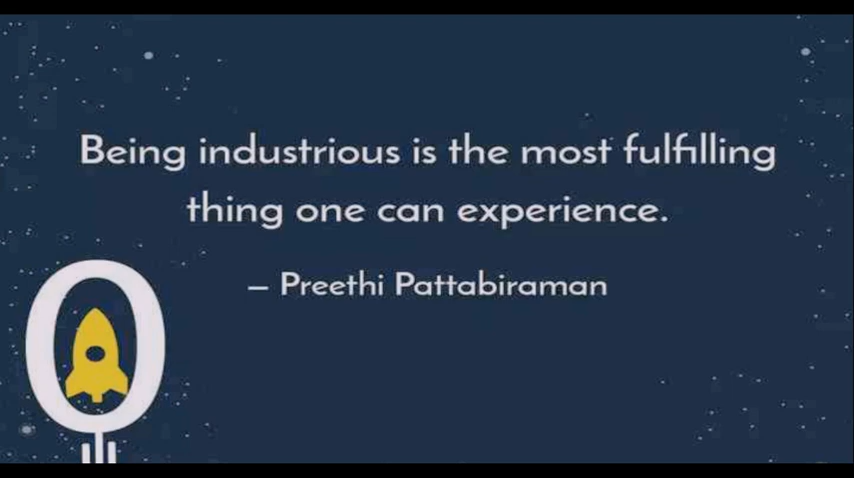 Being industrious is the most fulfilling
thing one can experience.
– Preethi Pattabiraman